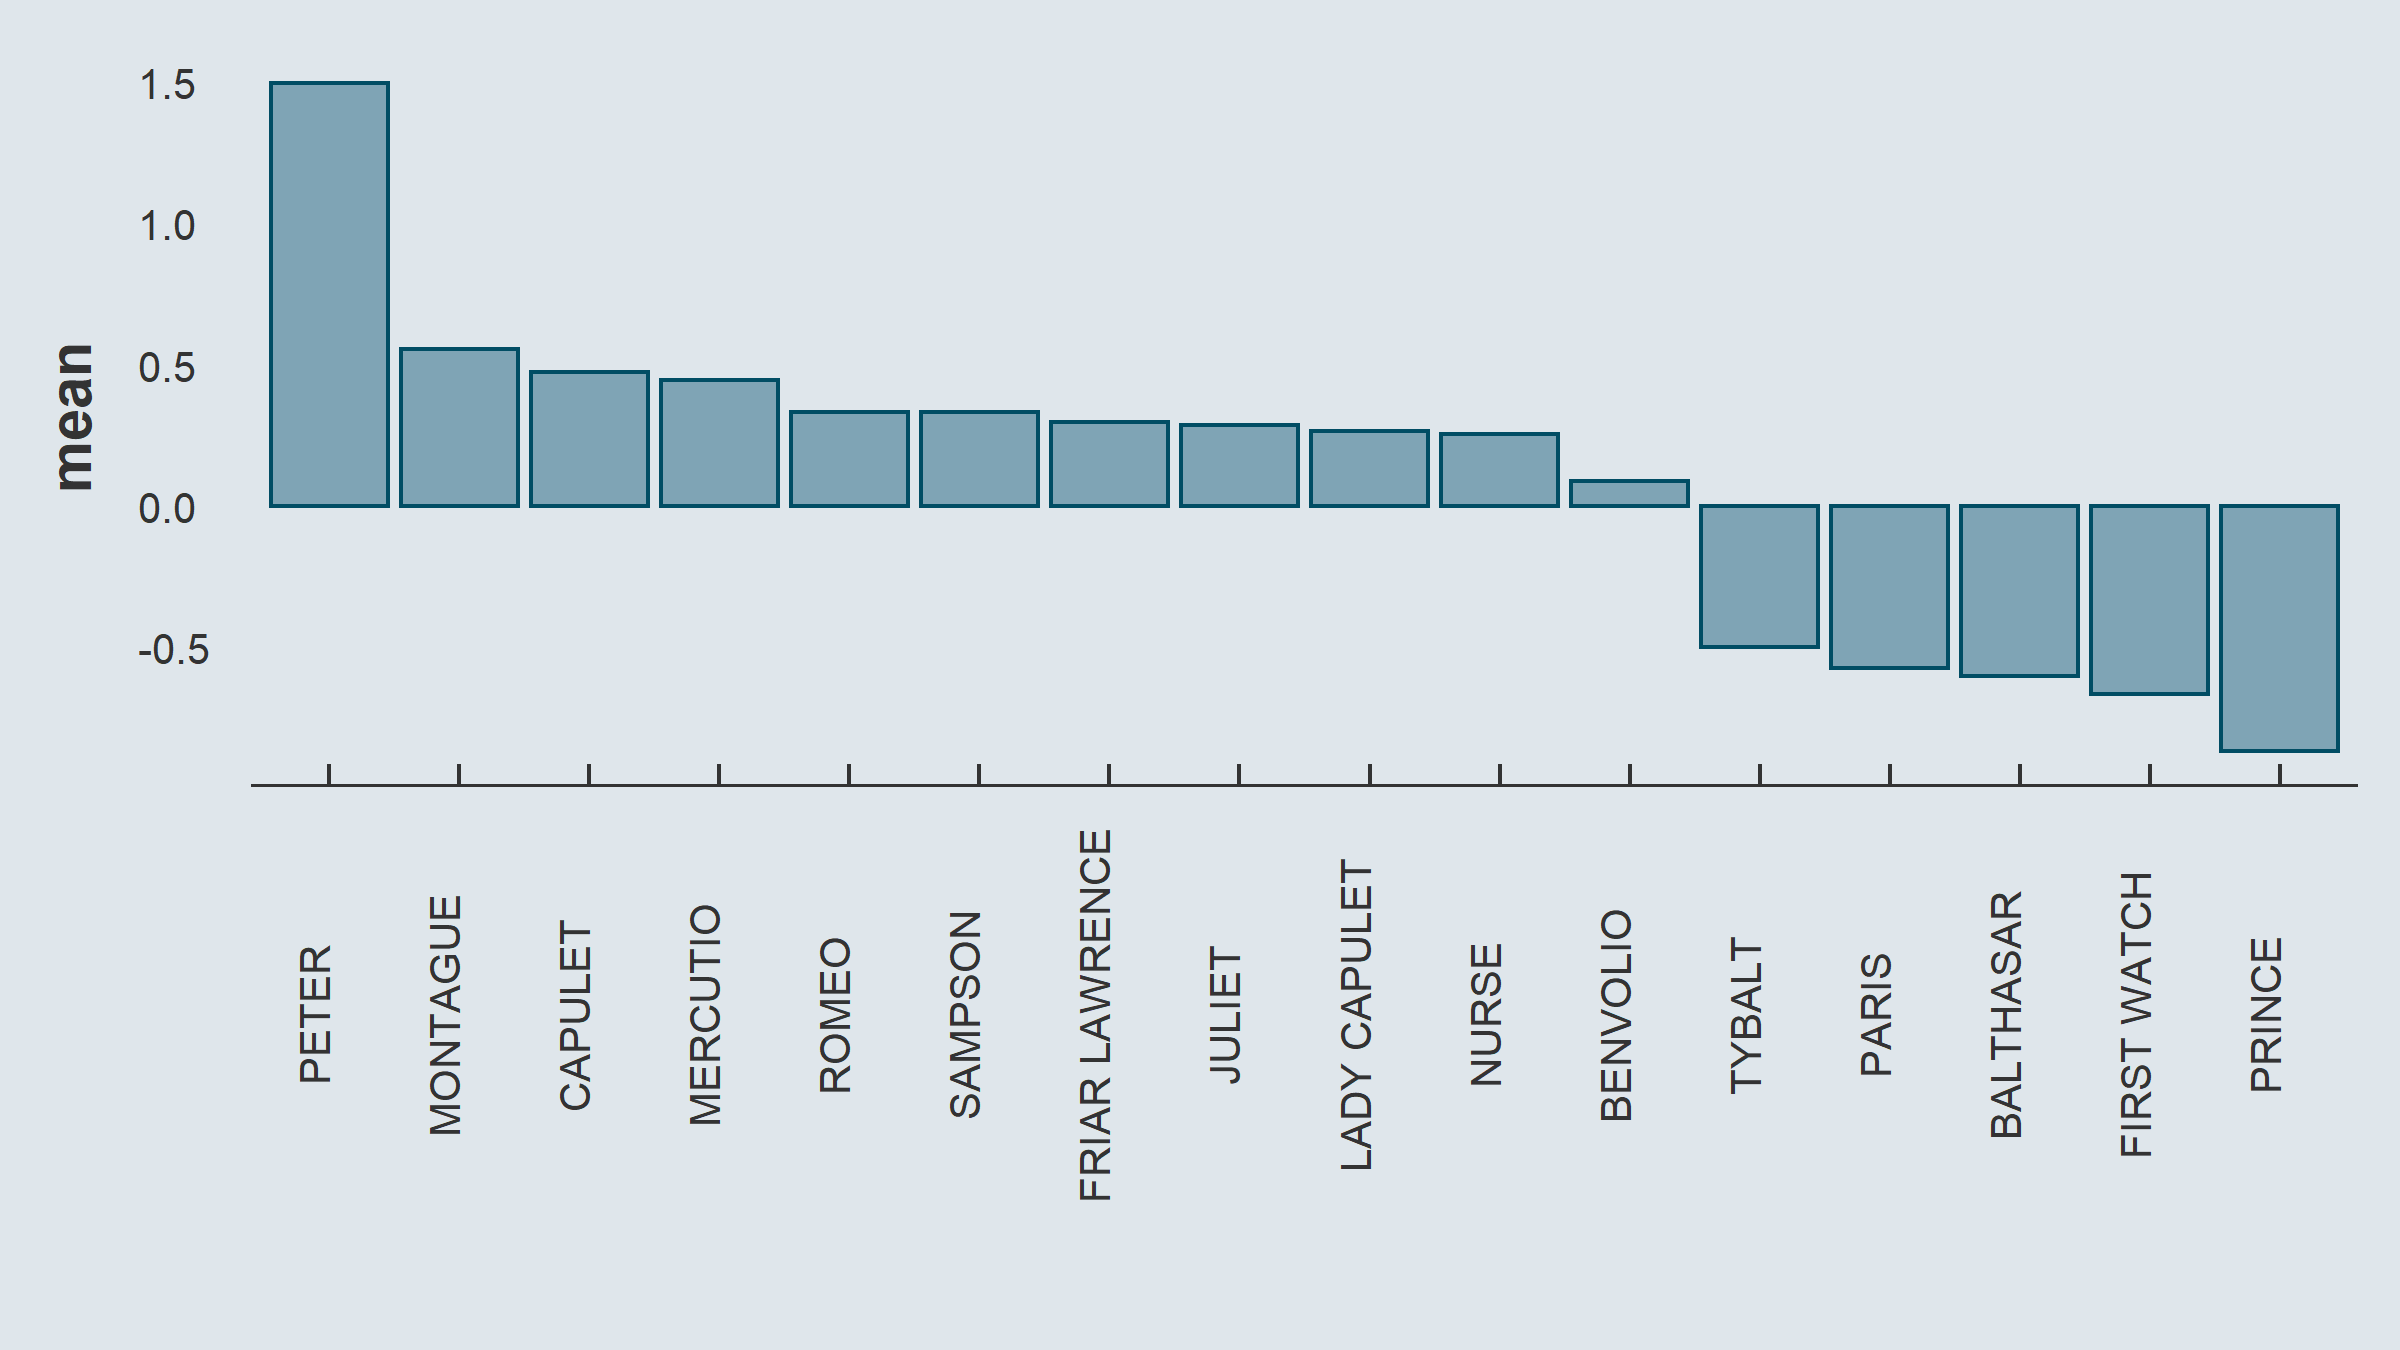 mean
1.5
1.0
0.5
0.0
-0.5
PETER
MONTAGUE
CAPULET
MERCUTIO
ROMEO
SAMPSON
FRIAR LAWRENCE
JULIET
LADY CAPULET
NURSE
BENVOLIO
TYBALT
PARIS
BALTHASAR
FIRST WATCH
PRINCE